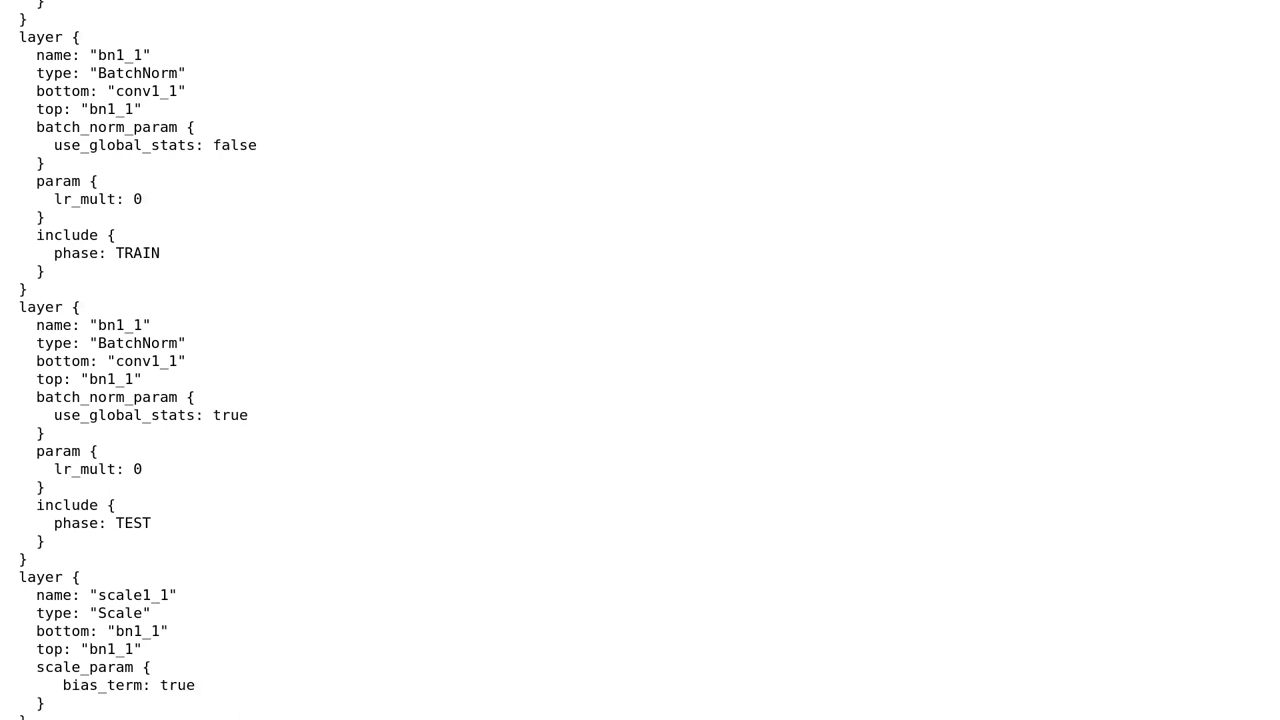 }
}
layer {
  name: "bn1_1"
  type: "BatchNorm"
  bottom: "conv1_1"
  top: "bn1_1"
  batch_norm_param {
    use_global_stats: false
  }
  param {
    lr_mult: 0
  }
  include {
    phase: TRAIN
  }
}
layer {
  name: "bn1_1"
  type: "BatchNorm"
  bottom: "conv1_1"
  top: "bn1_1"
  batch_norm_param {
    use_global_stats: true
  }
  param {
    lr_mult: 0
  }
  include {
    phase: TEST
  }
}
layer {
  name: "scale1_1"
  type: "Scale"
  bottom: "bn1_1"
  top: "bn1_1"
  scale_param {
     bias_term: true
  }
}